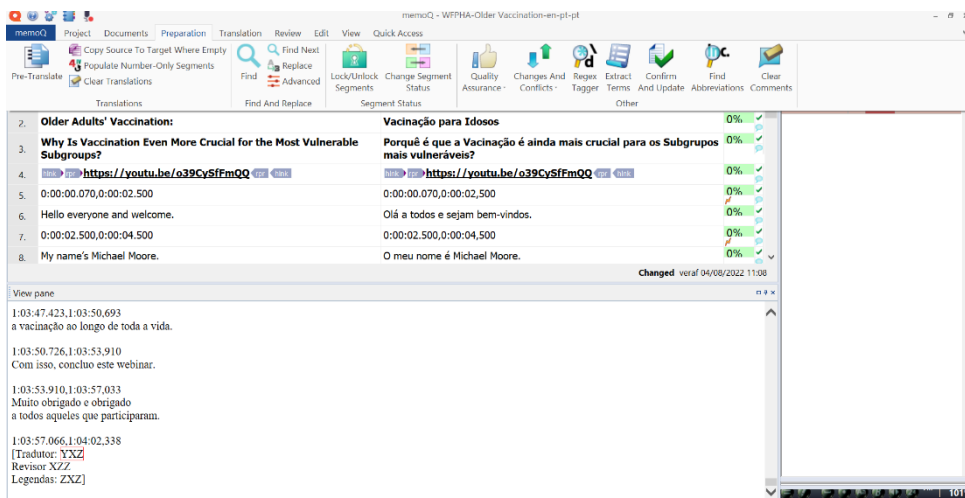 memoQ - WFPHA-Older Vaccination-en-pt-pt
memoQ Project Documents Preparation Translation Review Edit View Quick Access
Pre-Translate
Copy Source To Target Where Empty
Populate Number-Only Segments
Clear Translations
Translations
Find
Find Next
Replace
Advanced
Find And Replace
Lock/Unlock Segments
Change Segment Status
Segment Status
Quality Assurance
Changes And Conflicts
Regex Tagger
Extract Terms
Confirm And Update
Find Abbreviations
Clear Comments
Other
2. Older Adults' Vaccination: Vacinação para Idosos 0%
3. Why Is Vaccination Even More Crucial for the Most Vulnerable Subgroups? Porquê é que a Vacinação é ainda mais crucial para os Subgrupos mais vulneráveis? 0%
4. hlnk rpr https://youtu.be/o39CySfFmQQ rpr hlnk hlnk rpr https://youtu.be/o39CySfFmQQ rpr hlnk 0%
5. 0:00:00.070,0:00:02.500 0:00:00.070,0:00:02,500 0%
6. Hello everyone and welcome. Olá a todos e sejam bem-vindos. 0%
7. 0:00:02.500,0:00:04.500 0:00:02.500,0:00:04,500 0%
8. My name's Michael Moore. O meu nome é Michael Moore. 0%
Changed veraf 04/08/2022 11:08
View pane
1:03:47.423,1:03:50,693
a vacinação ao longo de toda a vida.
1:03:50.726,1:03:53,910
Com isso, concluo este webinar.
1:03:53.910,1:03:57,033
Muito obrigado e obrigado
a todos aqueles que participaram.
1:03:57.066,1:04:02,338
[Tradutor: YXZ
Revisor XZZ
Legendas: ZXZ]